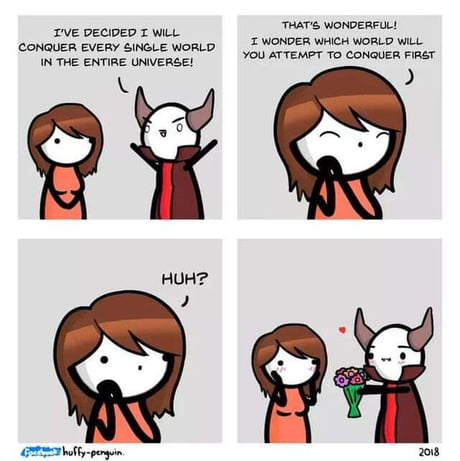 I'VE DECIDED I WILL
CONQUER EVERY SINGLE WORLD
IN THE ENTIRE UNIVERSE!
THAT'S WONDERFUL!
I WONDER WHICH WORLD WILL
YOU ATTEMPT TO CONQUER FIRST
HUH?
huffy-penguin.
2018